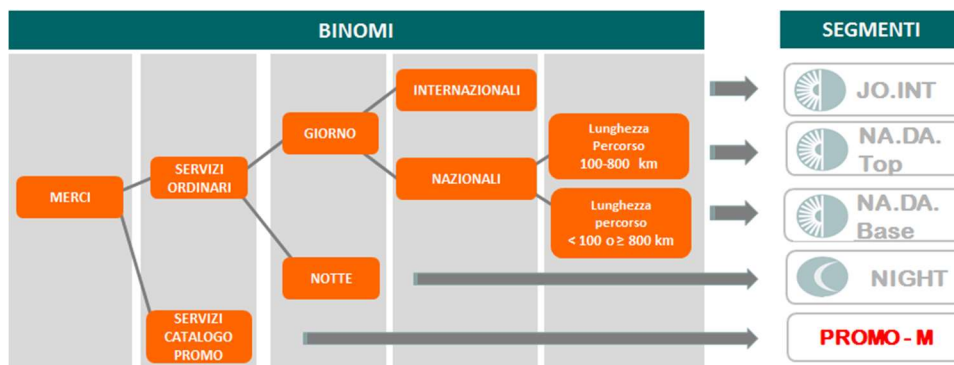 BINOMI
SEGMENTI
INTERNAZIONALI
JO.INT
GIORNO
Lunghezza
Percorso
100-800 km
NA.DA.
Top
SERVIZI
ORDINARI
NAZIONALI
MERCI
Lunghezza
percorso
< 100 o ≥ 800 km
NA.DA.
Base
NOTTE
NIGHT
SERVIZI
CATALOGO
PROMO
PROMO - M